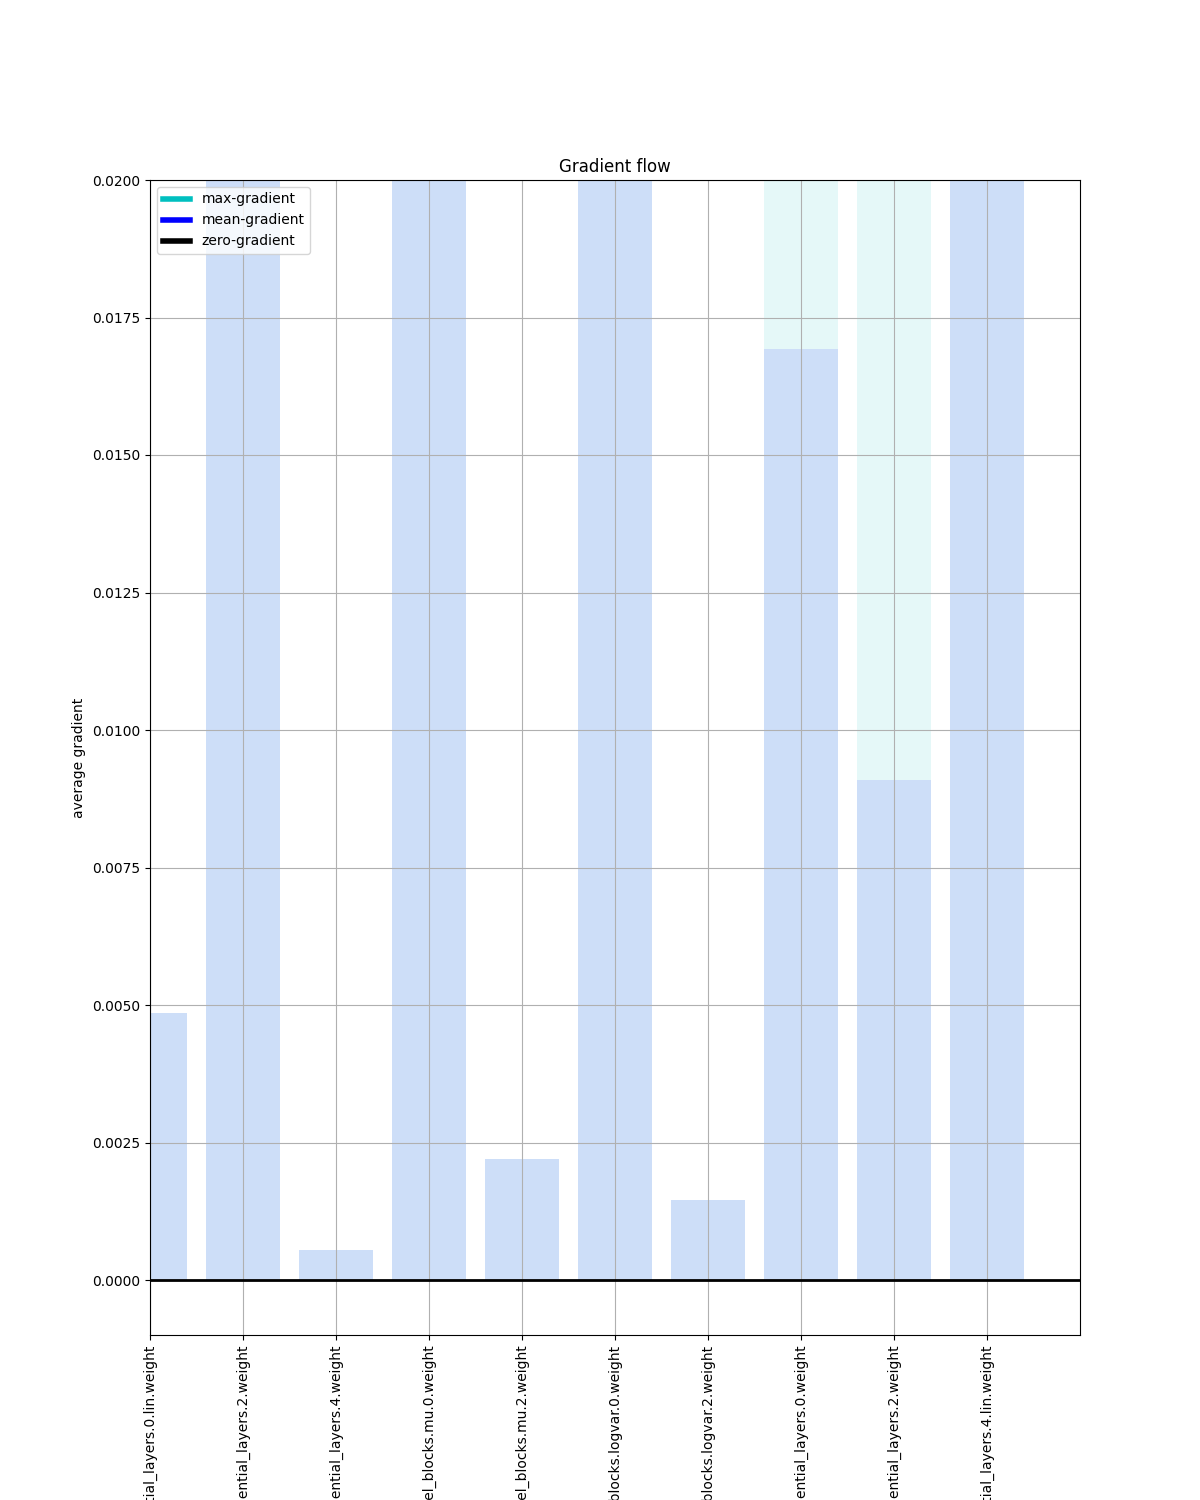 Gradient flow
max-gradient
mean-gradient
zero-gradient
0.0200
0.0175
0.0150
0.0125
0.0100
0.0075
0.0050
0.0025
0.0000
average gradient
tial_layers.0.lin.weight
ential_layers.2.weight
ential_layers.4.weight
el_blocks.mu.0.weight
el_blocks.mu.2.weight
blocks.logvar.0.weight
blocks.logvar.2.weight
ential_layers.0.weight
ential_layers.2.weight
tial_layers.4.lin.weight